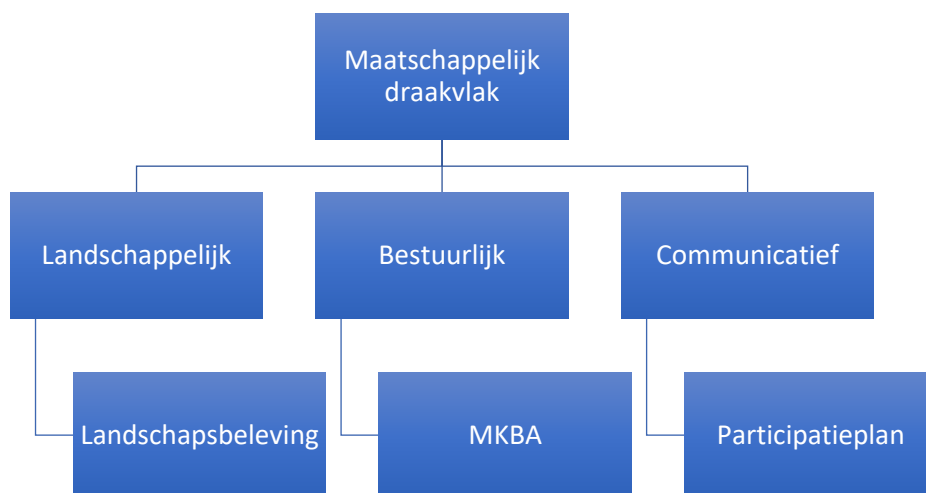 Maatschappelijk
draakvlak
Landschappelijk
Bestuurlijk
Communicatief
Landschapsbeleving
MKBA
Participatieplan